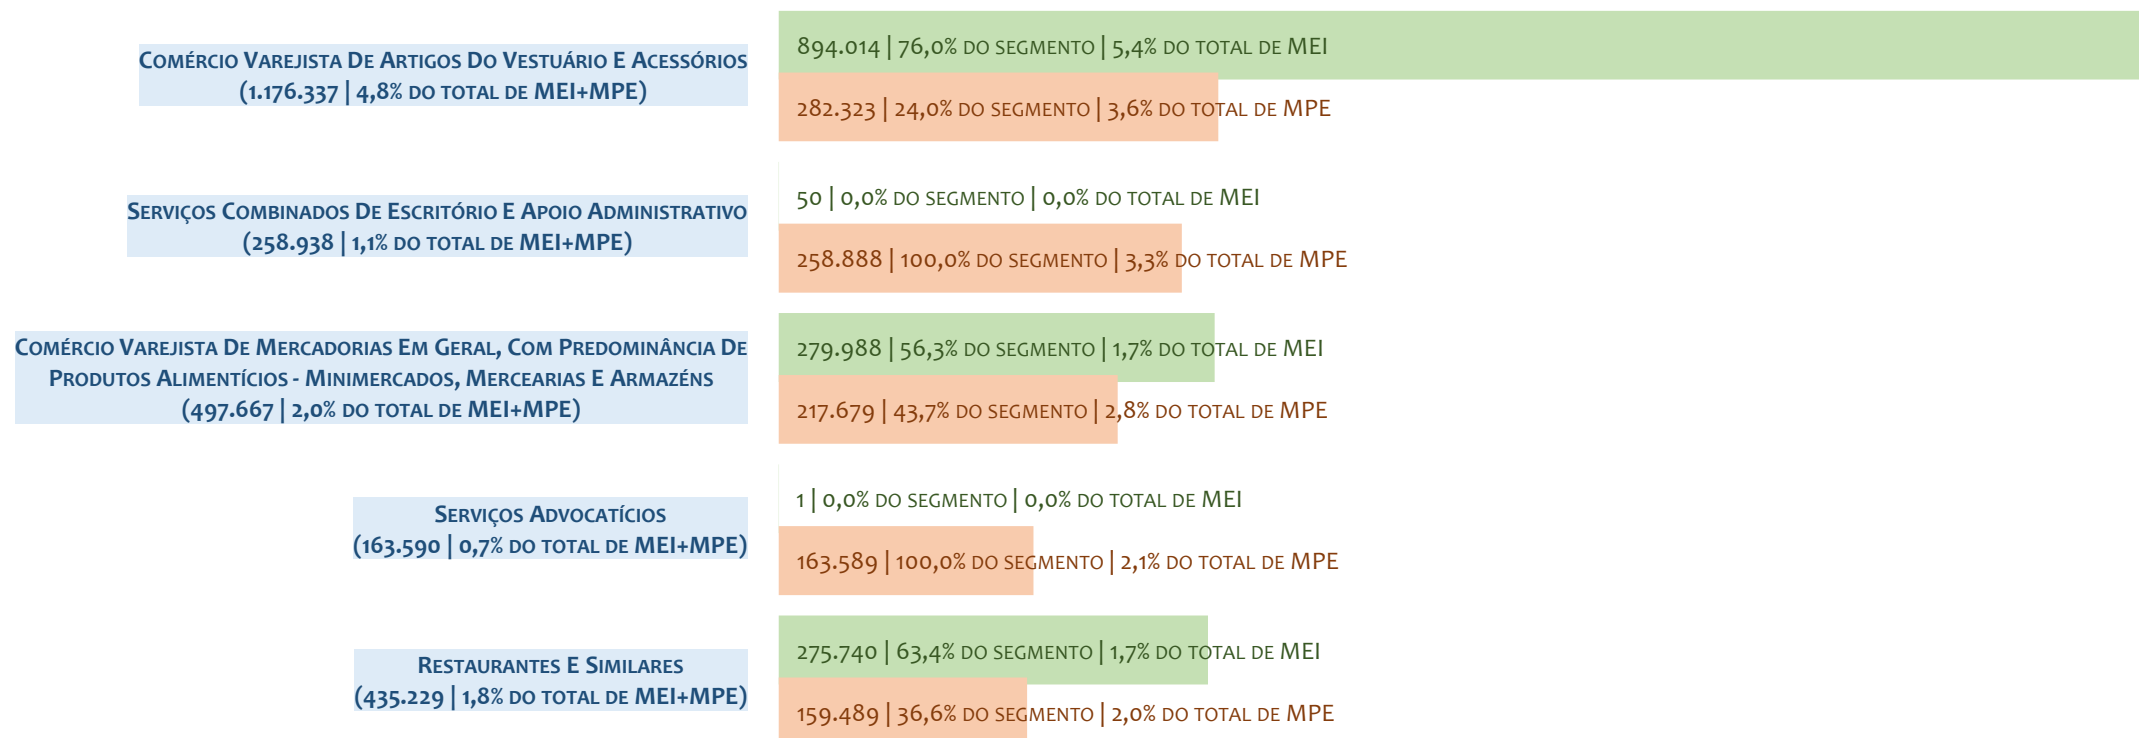 Comércio Varejista De Artigos Do Vestuário E Acessórios
(1.176.337 | 4,8% do total de MEI+MPE)
894.014 | 76,0% do segmento | 5,4% do total de MEI
282.323 | 24,0% do segmento | 3,6% do total de MPE
Serviços Combinados De Escritório E Apoio Administrativo
(258.938 | 1,1% do total de MEI+MPE)
50 | 0,0% do segmento | 0,0% do total de MEI
258.888 | 100,0% do segmento | 3,3% do total de MPE
Comércio Varejista De Mercadorias Em Geral, Com Predominância De
Produtos Alimentícios - Minimercados, Mercearias E Armazéns
(497.667 | 2,0% do total de MEI+MPE)
279.988 | 56,3% do segmento | 1,7% do total de MEI
217.679 | 43,7% do segmento | 2,8% do total de MPE
Serviços Advocatícios
(163.590 | 0,7% do total de MEI+MPE)
1 | 0,0% do segmento | 0,0% do total de MEI
163.589 | 100,0% do segmento | 2,1% do total de MPE
Restaurantes E Similares
(435.229 | 1,8% do total de MEI+MPE)
275.740 | 63,4% do segmento | 1,7% do total de MEI
159.489 | 36,6% do segmento | 2,0% do total de MPE